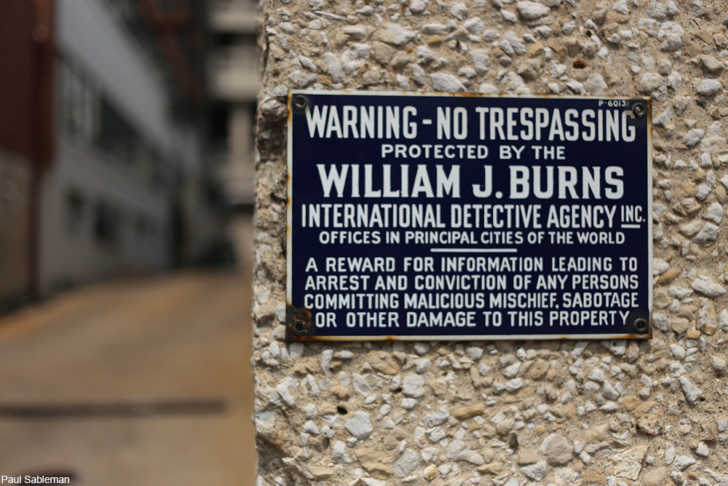 P-6013
WARNING - NO TRESPASSING
PROTECTED BY THE
WILLIAM J. BURNS
INTERNATIONAL DETECTIVE AGENCY INC.
OFFICES IN PRINCIPAL CITIES OF THE WORLD
A REWARD FOR INFORMATION LEADING TO
ARREST AND CONVICTION OF ANY PERSONS
COMMITTING MALICIOUS MISCHIEF, SABOTAGE
OR OTHER DAMAGE TO THIS PROPERTY
Paul Sableman